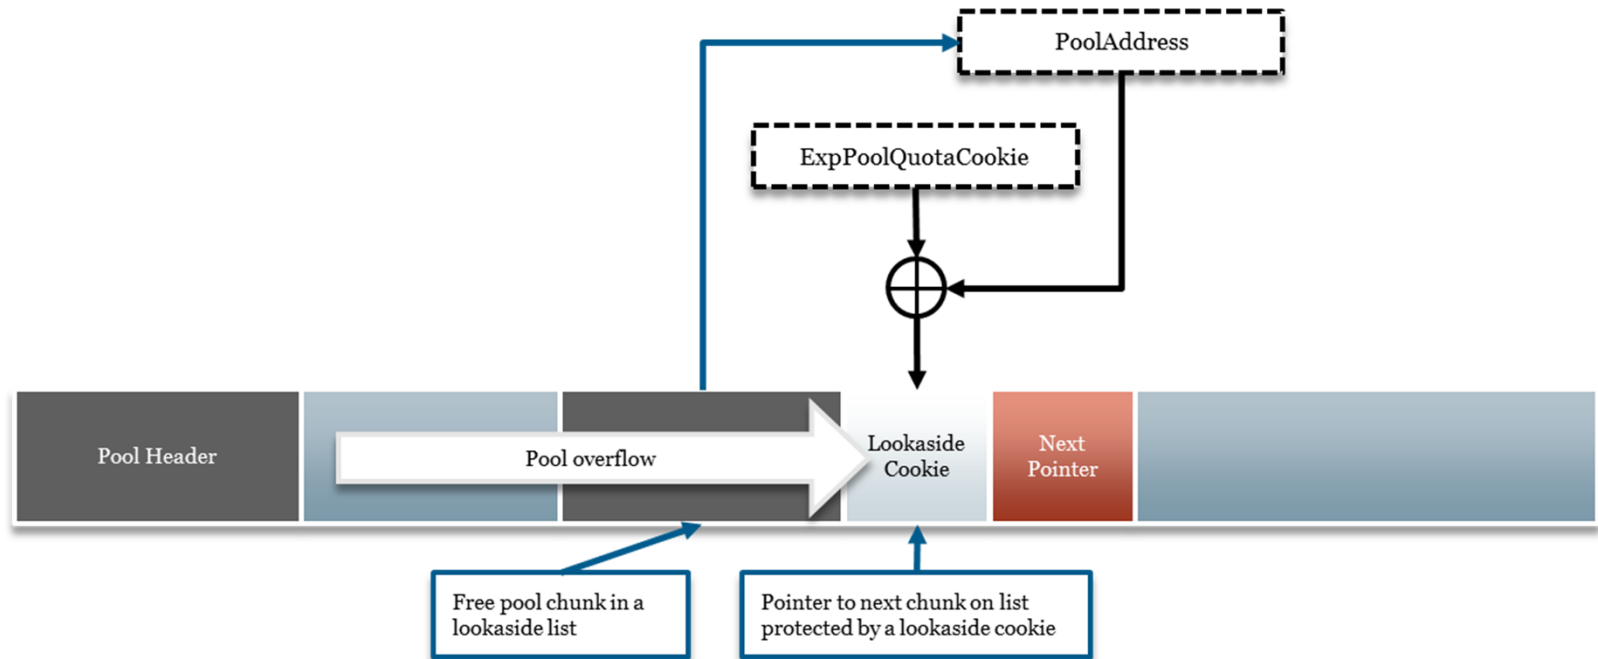 PoolAddress
ExpPoolQuotaCookie
Pool Header
Pool overflow
Lookaside
Cookie
Next
Pointer
Free pool chunk in a
lookaside list
Pointer to next chunk on list
protected by a lookaside cookie